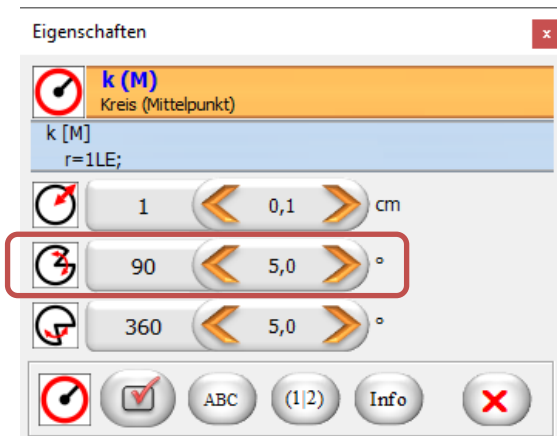 Eigenschaften
x
k (M)
Kreis (Mittelpunkt)
k [M]
r=1LE;
1 0,1 cm
90 5,0 °
360 5,0 °
ABC (1|2) Info